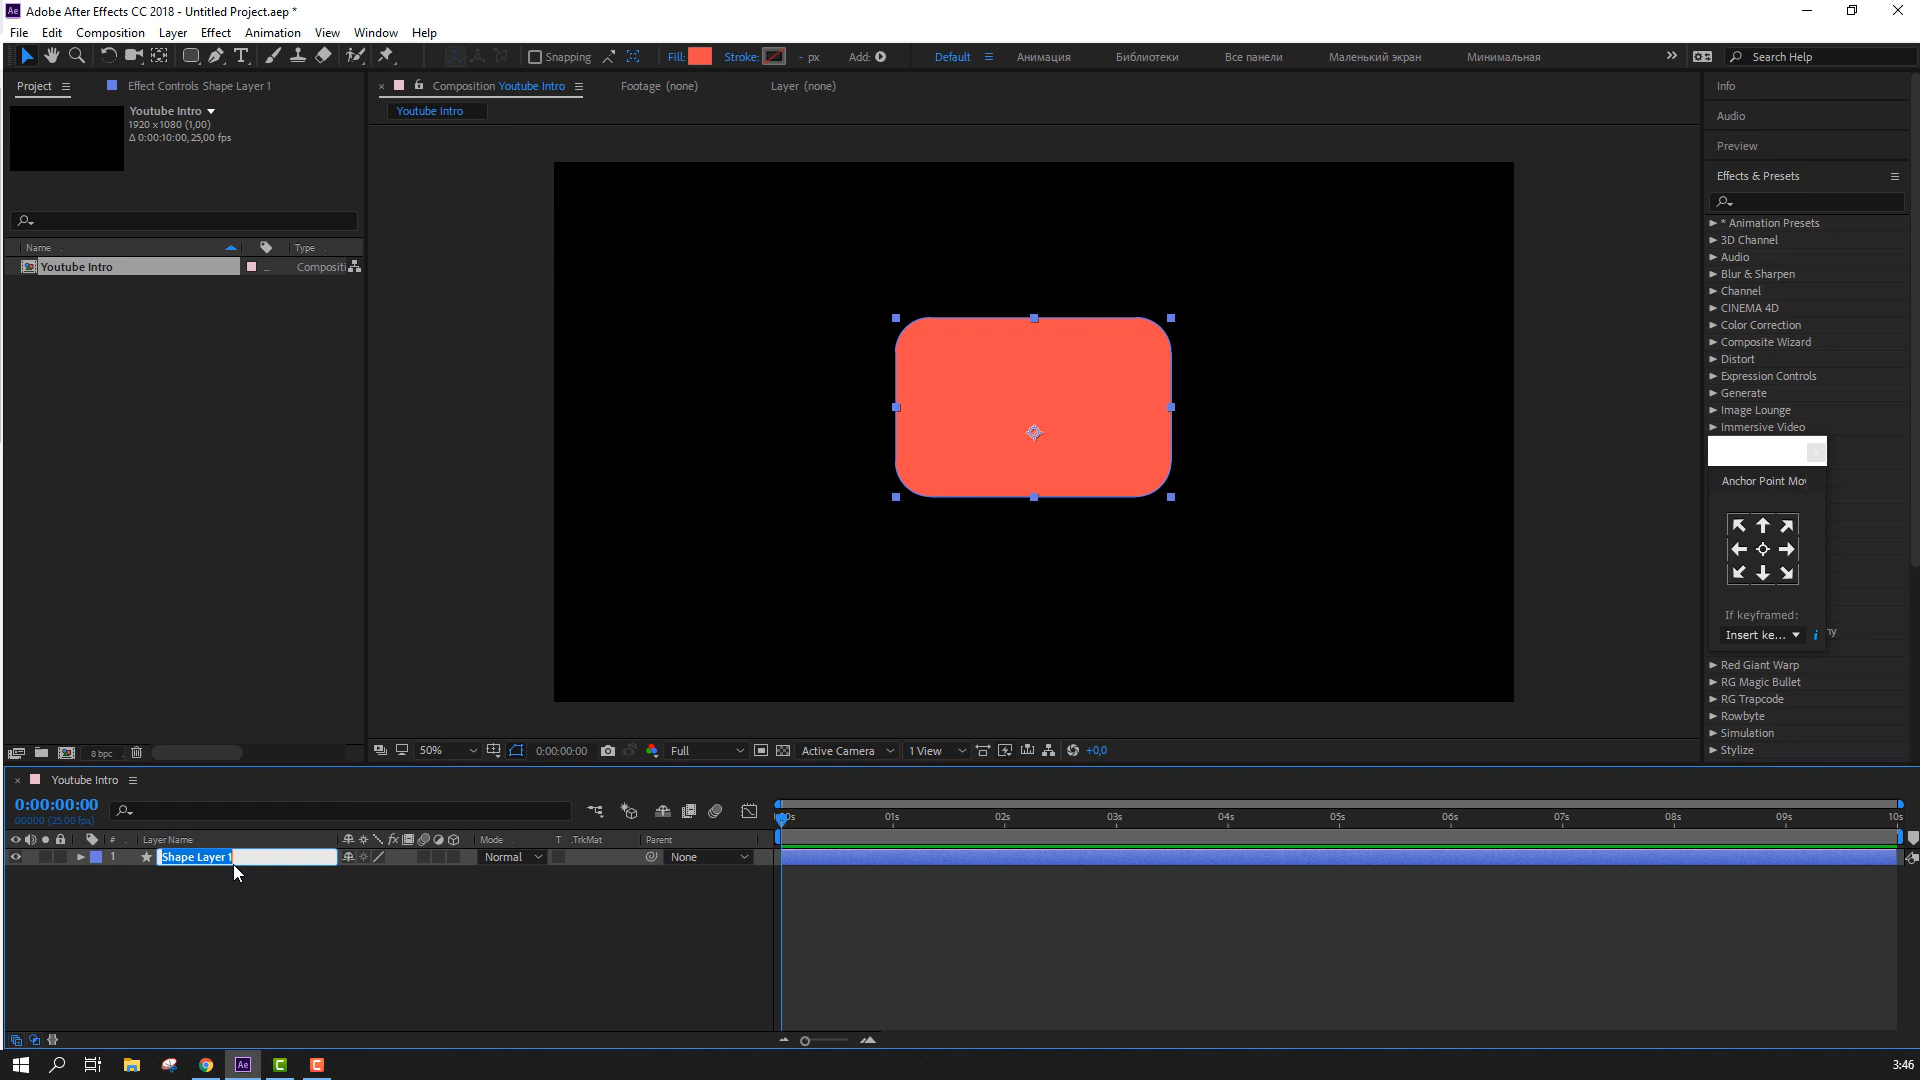 Ae Adobe After Effects CC 2018 - Untitled Project.aep *
File Edit Composition Layer Effect Animation View Window Help
Snapping Fill: Stroke: - px Add: Default Анимация Библиотеки Все панели Маленький экран Минимальная Search Help
Project Effect Controls Shape Layer 1
Composition Youtube Intro Footage (none) Layer (none)
Youtube Intro
Youtube Intro
1920 x1080 (1,00)
Δ 0:00:10:00, 25,00 fps
Name Type
Youtube Intro Compositi
8 bpc
Info
Audio
Preview
Effects & Presets
* Animation Presets
3D Channel
Audio
Blur & Sharpen
Channel
CINEMA 4D
Color Correction
Composite Wizard
Distort
Expression Controls
Generate
Image Lounge
Immersive Video
Anchor Point Mo
If keyframed:
Insert ke...
Red Giant Warp
RG Magic Bullet
RG Trapcode
Rowbyte
Simulation
Stylize
50% 0:00:00:00 Full Active Camera 1 View +0,0
Youtube Intro
0:00:00:00
00000 (25.00 fps)
01s 02s 03s 04s 05s 06s 07s 08s 09s 10s
# Layer Name Mode T .TrkMat Parent
1 Shape Layer 1 Normal None
Ae
3:46